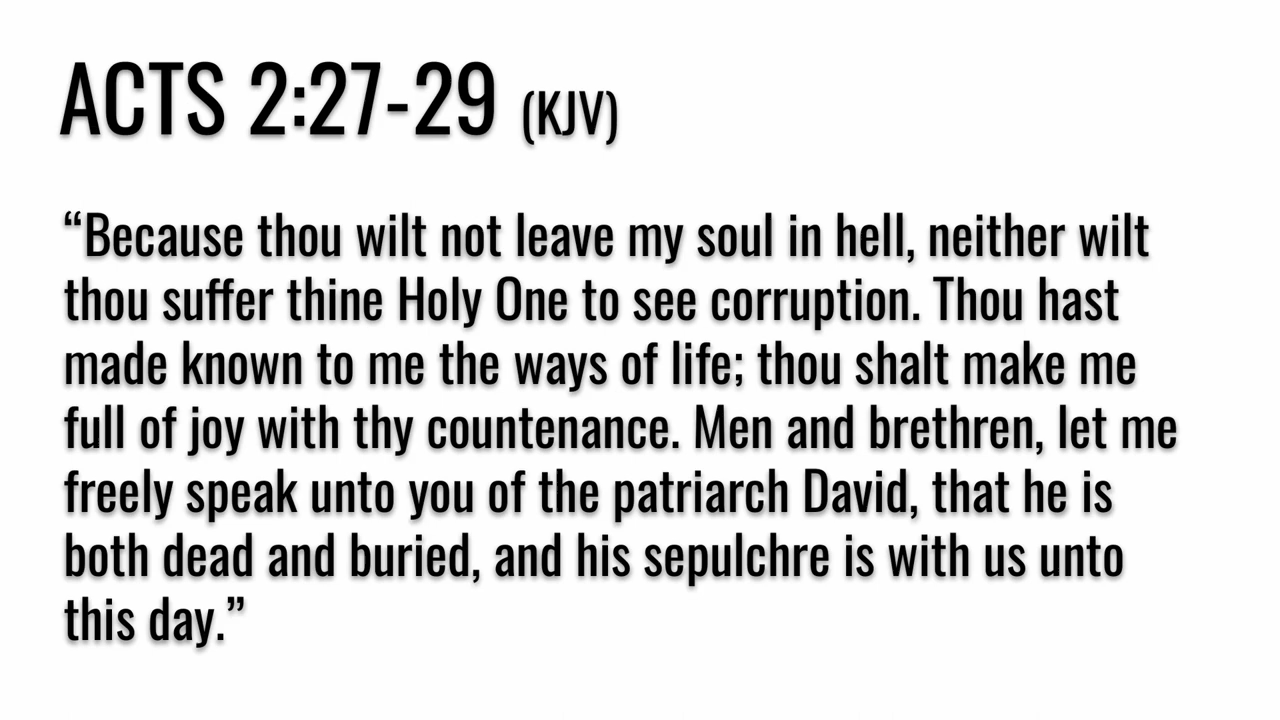 ACTS 2:27-29 (KJV)
“Because thou wilt not leave my soul in hell, neither wilt
thou suffer thine Holy One to see corruption. Thou hast
made known to me the ways of life; thou shalt make me
full of joy with thy countenance. Men and brethren, let me
freely speak unto you of the patriarch David, that he is
both dead and buried, and his sepulchre is with us unto
this day.”